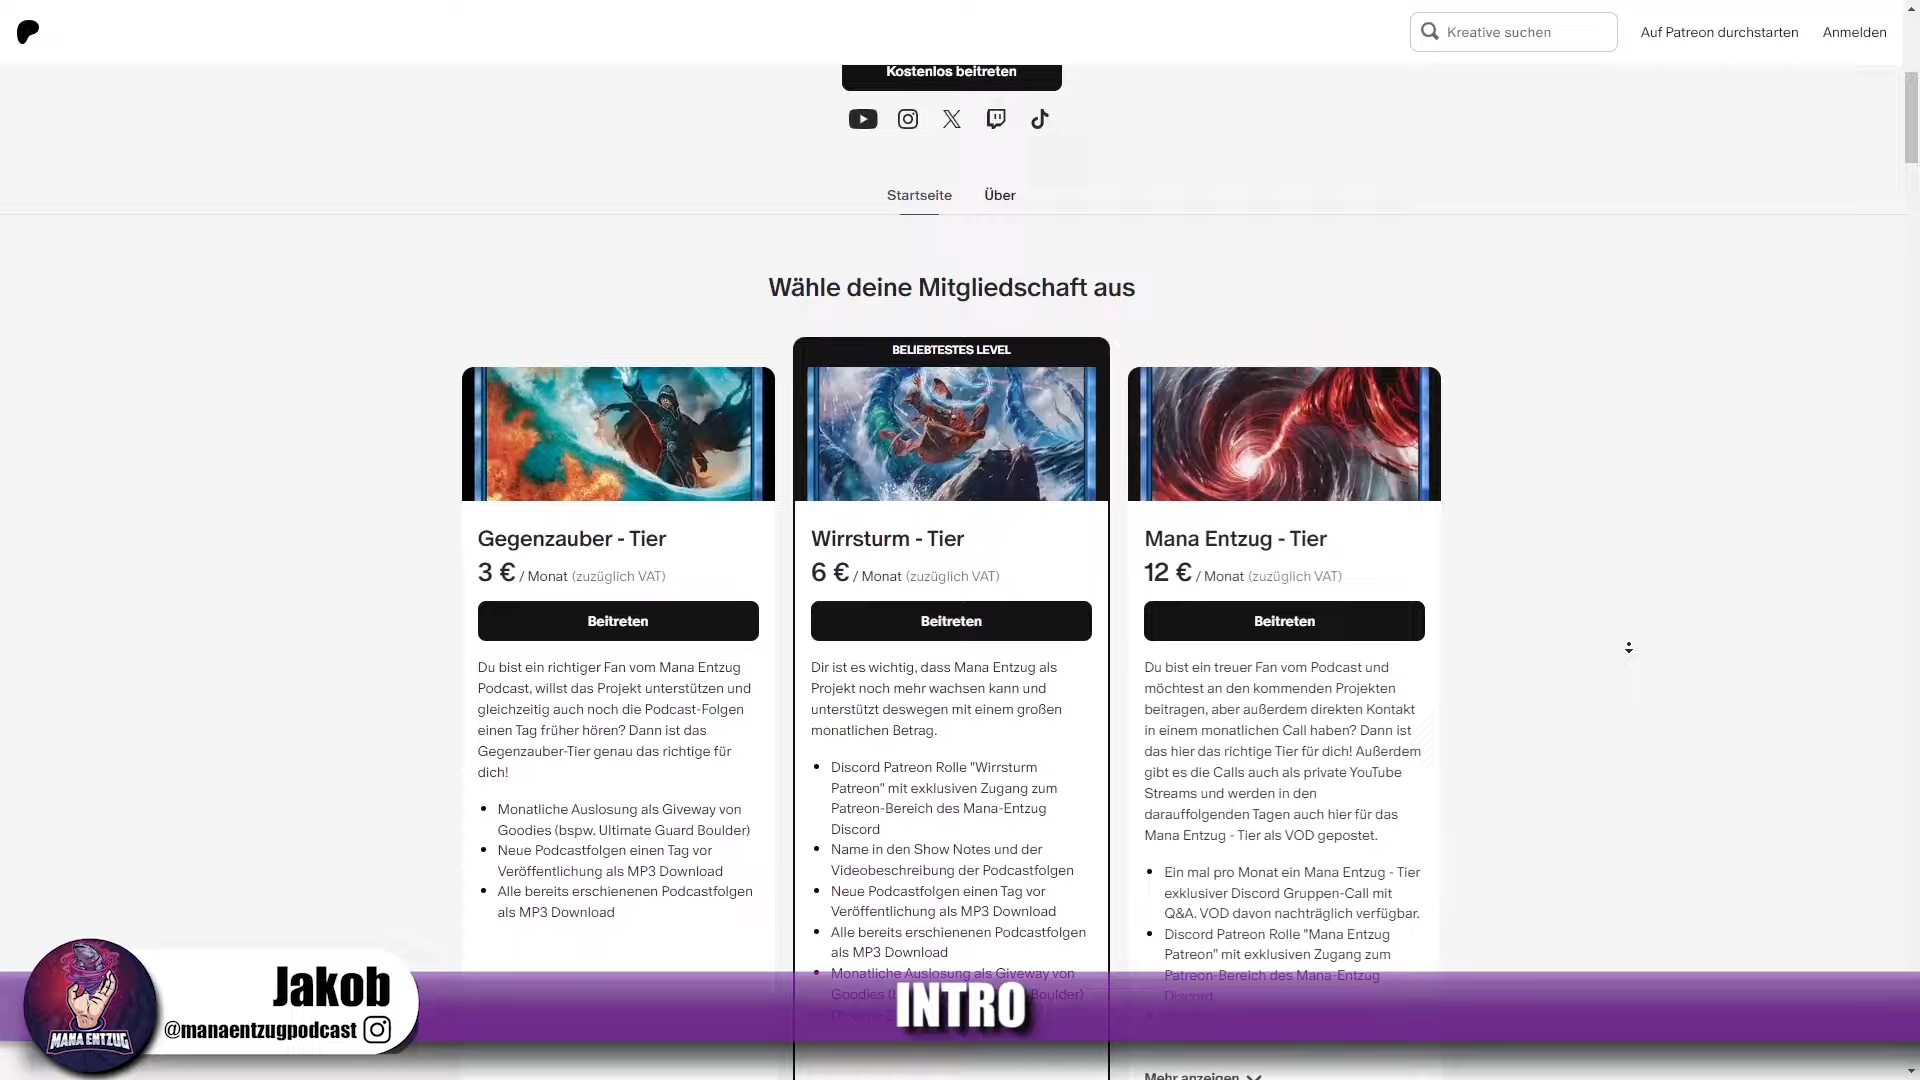 Kreative suchen
Auf Patreon durchstarten
Anmelden
Kostenlos beitreten
Startseite
Über
Wähle deine Mitgliedschaft aus
Gegenzauber - Tier
3 € / Monat (zuzüglich VAT)
Beitreten
Du bist ein richtiger Fan vom Mana Entzug
Podcast, willst das Projekt unterstützen und
gleichzeitig auch noch die Podcast-Folgen
einen Tag früher hören? Dann ist das
Gegenzauber-Tier genau das richtige für
dich!
Monatliche Auslosung als Giveway von
Goodies (bspw. Ultimate Guard Boulder)
Neue Podcastfolgen einen Tag vor
Veröffentlichung als MP3 Download
Alle bereits erschienenen Podcastfolgen
als MP3 Download
BELIEBTESTES LEVEL
Wirrsturm - Tier
6 € / Monat (zuzüglich VAT)
Beitreten
Dir ist es wichtig, dass Mana Entzug als
Projekt noch mehr wachsen kann und
unterstützt deswegen mit einem großen
monatlichen Betrag.
Discord Patreon Rolle "Wirrsturm
Patreon" mit exklusiven Zugang zum
Patreon-Bereich des Mana-Entzug
Discord
Name in den Show Notes und der
Videobeschreibung der Podcastfolgen
Neue Podcastfolgen einen Tag vor
Veröffentlichung als MP3 Download
Alle bereits erschienenen Podcastfolgen
als MP3 Download
Monatliche Auslosung als Giveway von
Goodies Boulder)
Mana Entzug - Tier
12 € / Monat (zuzüglich VAT)
Beitreten
Du bist ein treuer Fan vom Podcast und
möchtest an den kommenden Projekten
beitragen, aber außerdem direkten Kontakt
in einem monatlichen Call haben? Dann ist
das hier das richtige Tier für dich! Außerdem
gibt es die Calls auch als private YouTube
Streams und werden in den
darauffolgenden Tagen auch hier für das
Mana Entzug - Tier als VOD gepostet.
Ein mal pro Monat ein Mana Entzug - Tier
exklusiver Discord Gruppen-Call mit
Q&A. VOD davon nachträglich verfügbar.
Discord Patreon Rolle "Mana Entzug
Patreon" mit exklusiven Zugang zum
Patreon-Bereich des Mana-Entzug
Discord
Mehr anzeigen
MANA ENTZUG
Jakob
@manaentzugpodcast
INTRO